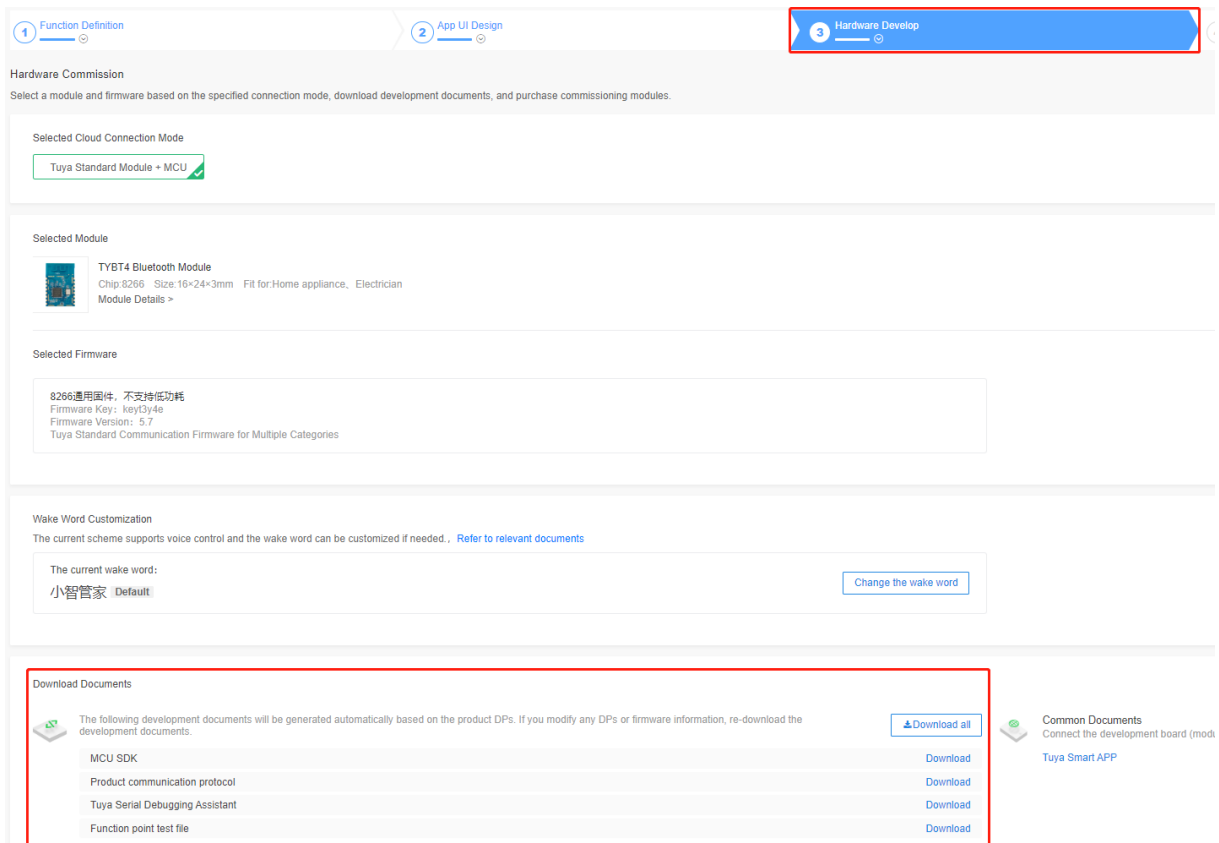 1 Function Definition
2 App UI Design
3 Hardware Develop
Hardware Commission
Select a module and firmware based on the specified connection mode, download development documents, and purchase commissioning modules.
Selected Cloud Connection Mode
Tuya Standard Module + MCU
Selected Module
TYBT4 Bluetooth Module
Chip:8266 Size:16×24×3mm Fit for:Home appliance、Electrician
Module Details >
Selected Firmware
8266通用固件，不支持低功耗
Firmware Key：keyt3y4e
Firmware Version：5.7
Tuya Standard Communication Firmware for Multiple Categories
Wake Word Customization
The current scheme supports voice control and the wake word can be customized if needed.，Refer to relevant documents
The current wake word：
小智管家 Default
Change the wake word
Download Documents
The following development documents will be generated automatically based on the product DPs. If you modify any DPs or firmware information, re-download the
development documents.
Download all
MCU SDK Download
Product communication protocol Download
Tuya Serial Debugging Assistant Download
Function point test file Download
Common Documents
Connect the development board (modu
Tuya Smart APP